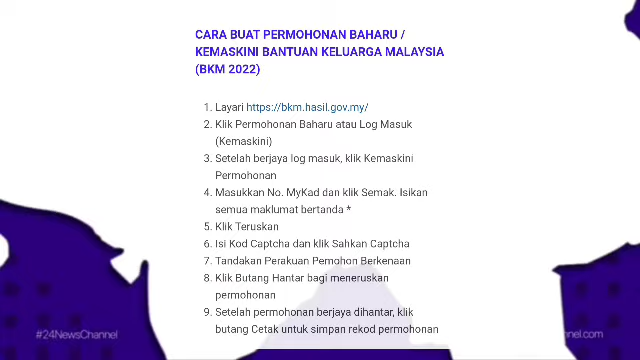 CARA BUAT PERMOHONAN BAHARU /
KEMASKINI BANTUAN KELUARGA MALAYSIA
(BKM 2022)
1. Layari https://bkm.hasil.gov.my/
2. Klik Permohonan Baharu atau Log Masuk
(Kemaskini)
3. Setelah berjaya log masuk, klik Kemaskini
Permohonan
4. Masukkan No. MyKad dan klik Semak. Isikan
semua maklumat bertanda *
5. Klik Teruskan
6. Isi Kod Captcha dan klik Sahkan Captcha
7. Tandakan Perakuan Pemohon Berkenaan
8. Klik Butang Hantar bagi meneruskan
permohonan
9. Setelah permohonan berjaya dihantar, klik
butang Cetak untuk simpan rekod permohonan
#24NewsChannel
el.com